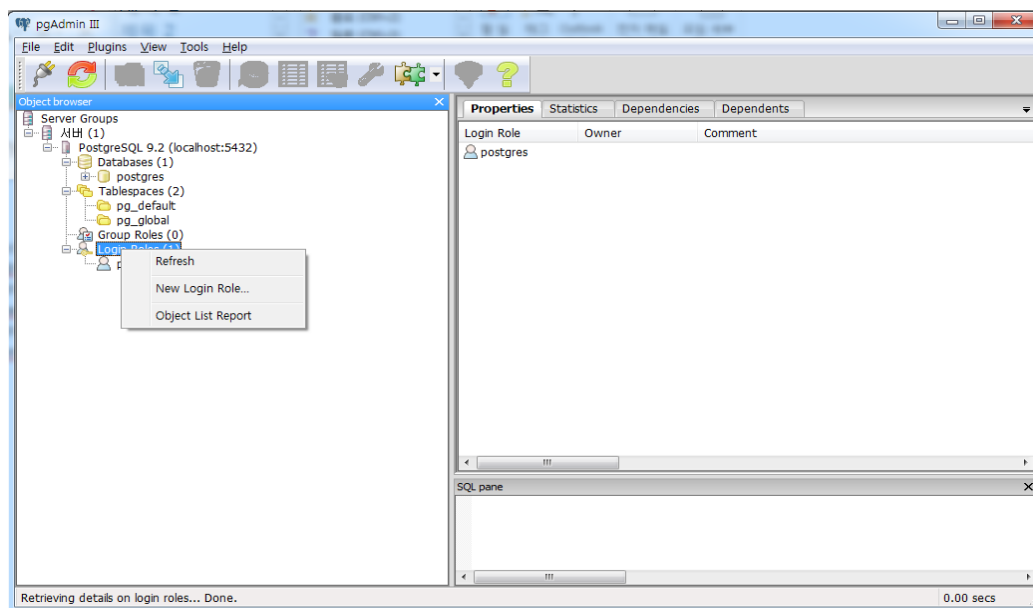 pgAdmin III
File Edit Plugins View Tools Help
Object browser
Server Groups
서버 (1)
PostgreSQL 9.2 (localhost:5432)
Databases (1)
postgres
Tablespaces (2)
pg_default
pg_global
Group Roles (0)
Login Roles (1)
Refresh
New Login Role...
Object List Report
Properties Statistics Dependencies Dependents
Login Role Owner Comment
postgres
SQL pane
Retrieving details on login roles... Done. 0.00 secs